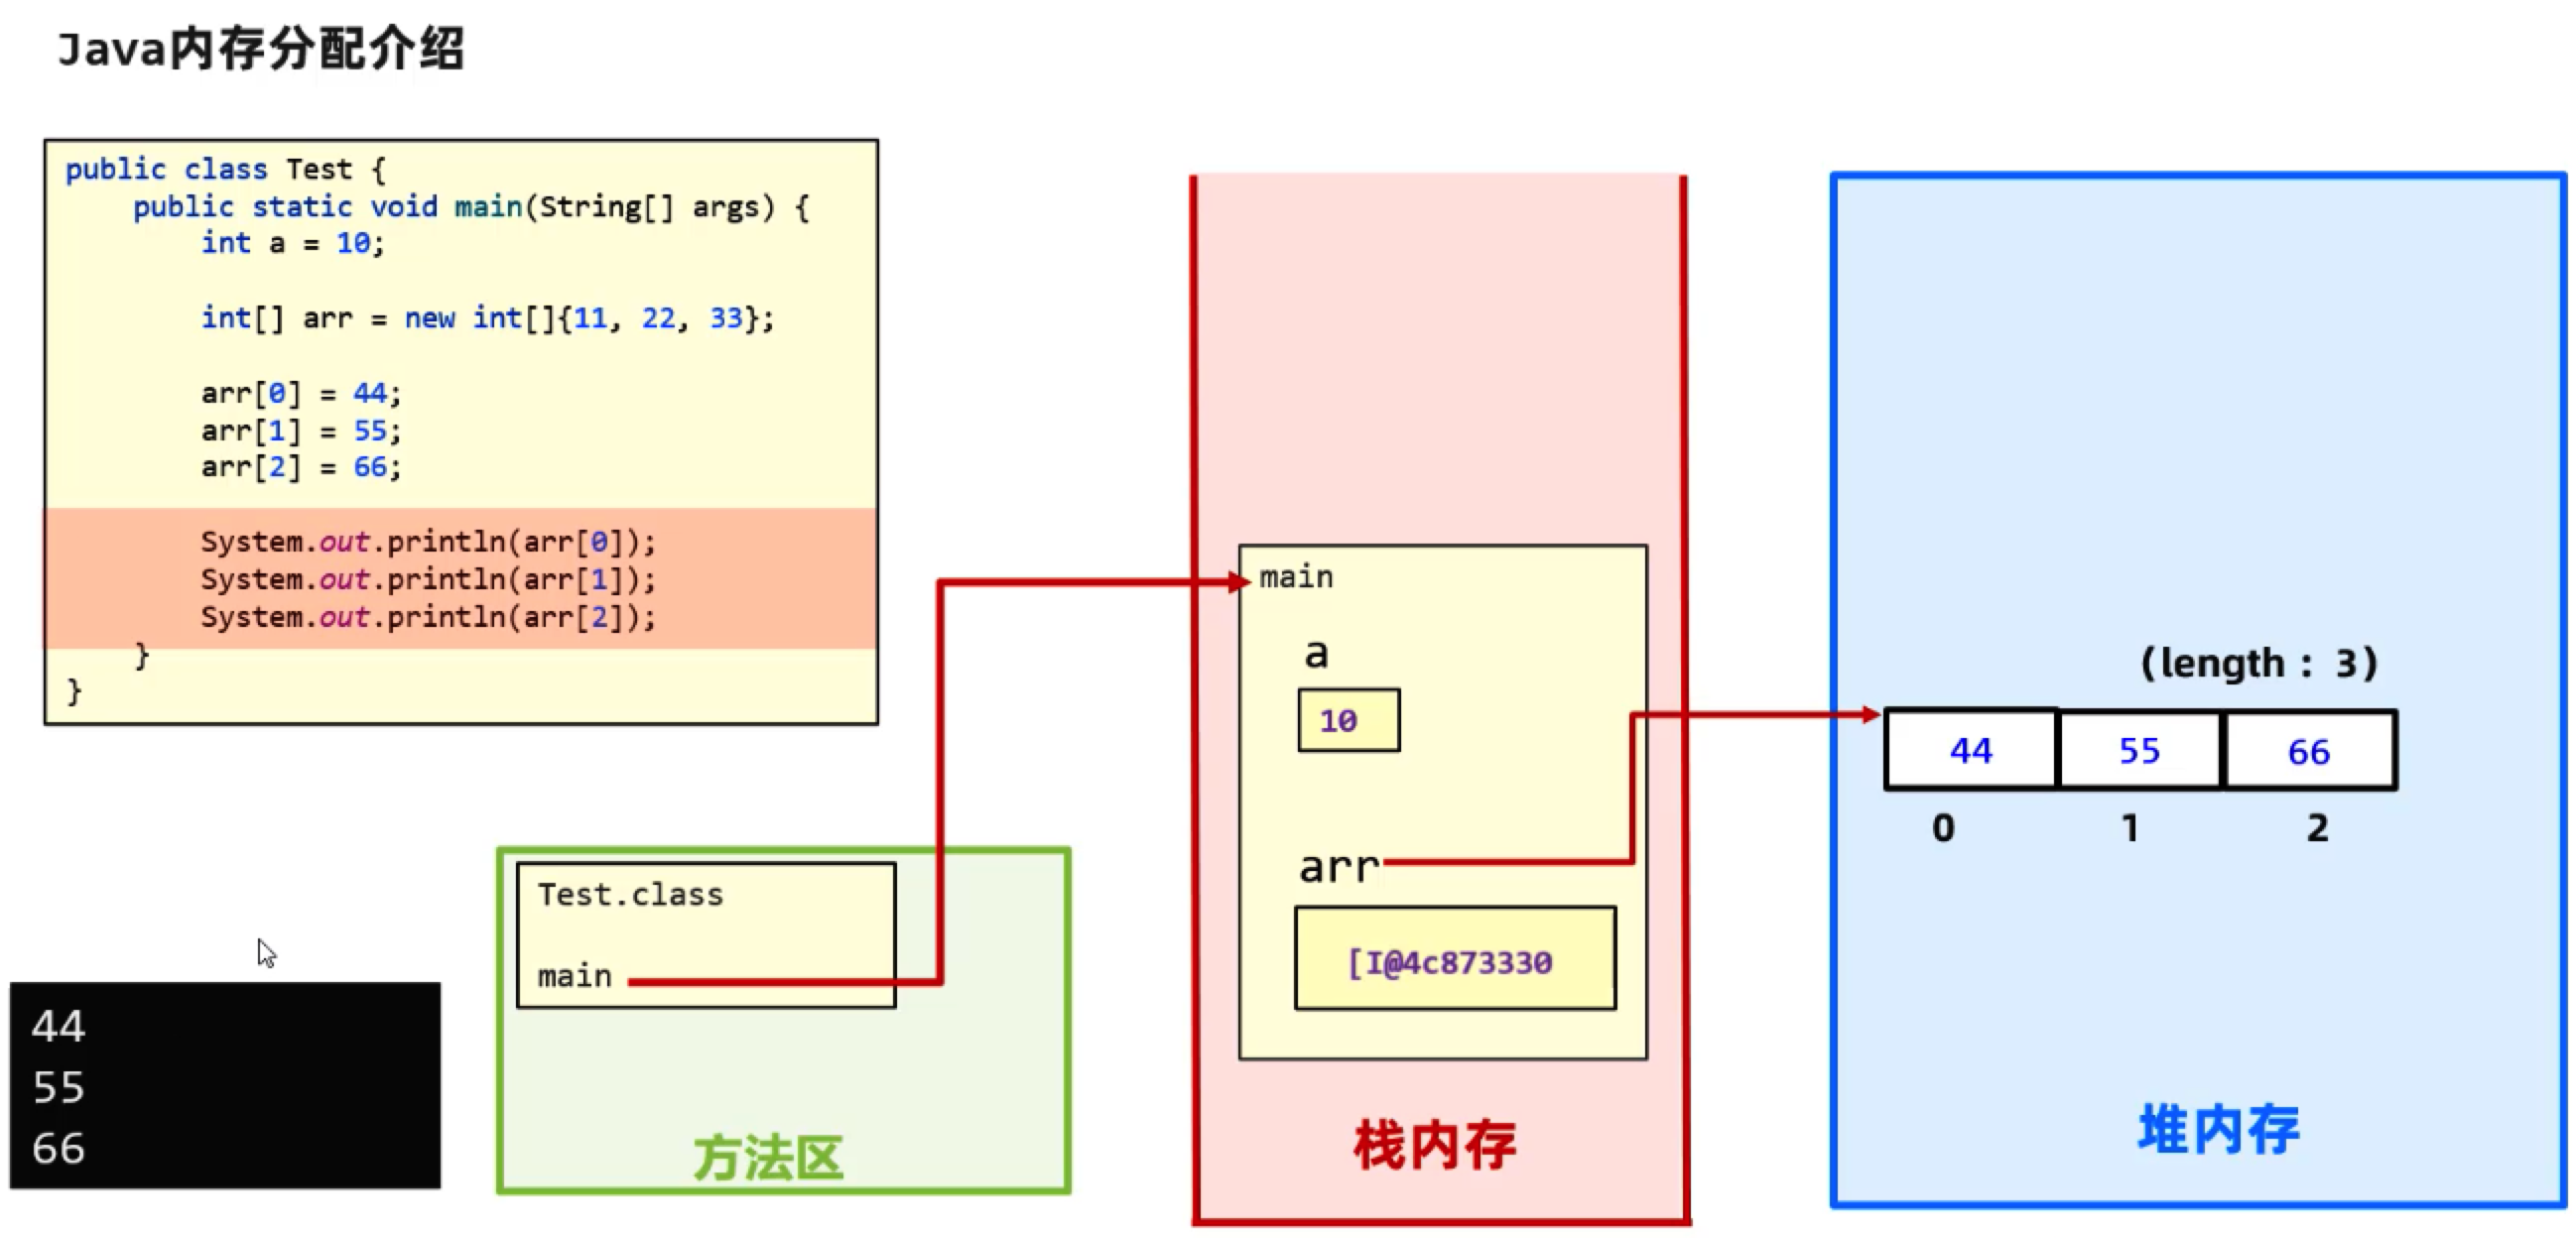 Java内存分配介绍
public class Test {
public static void main(String[] args) {
int a = 10;
int[] arr = new int[]{11, 22, 33};
arr[0] = 44;
arr[1] = 55;
arr[2] = 66;
System.out.println(arr[0]);
System.out.println(arr[1]);
System.out.println(arr[2]);
}
}
44
55
66
Test.class
main
方法区
main
a
10
arr
[I@4c873330
栈内存
(length : 3)
44 55 66
0 1 2
堆内存